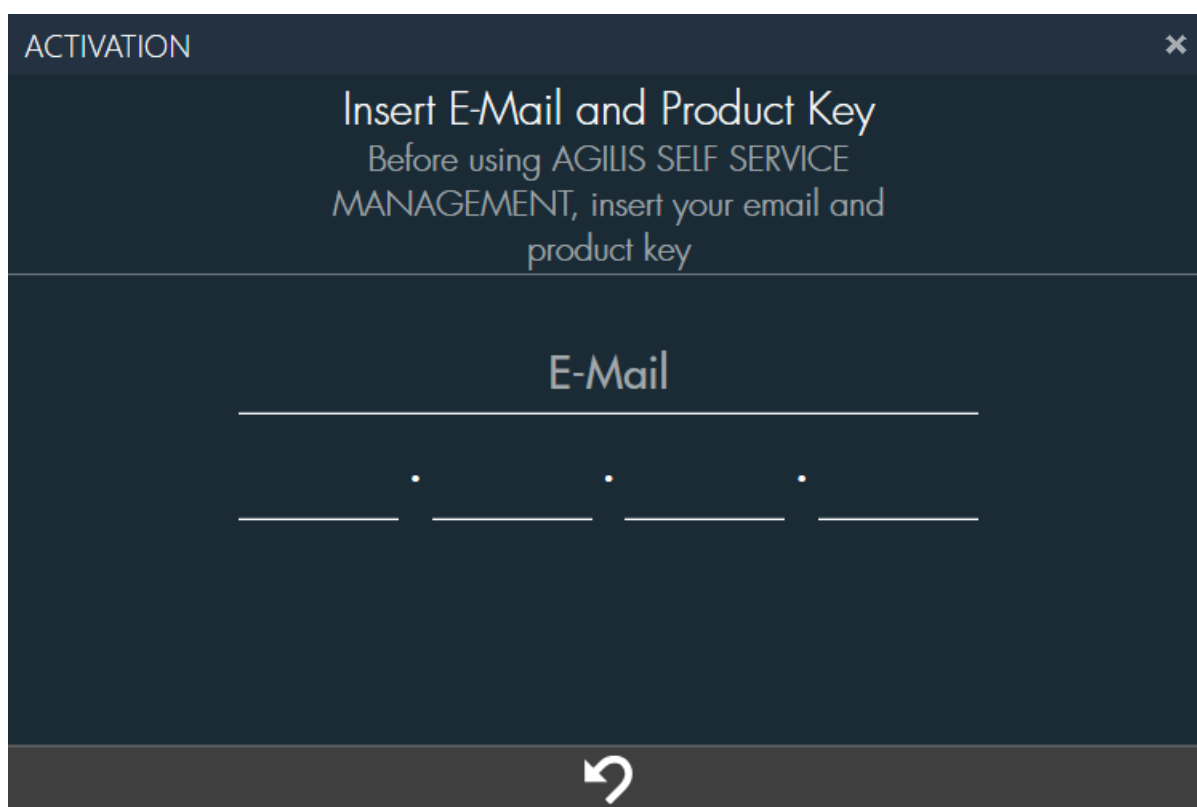 ACTIVATION
Insert E-Mail and Product Key
Before using AGILIS SELF SERVICE
MANAGEMENT, insert your email and
product key
E-Mail
. . .